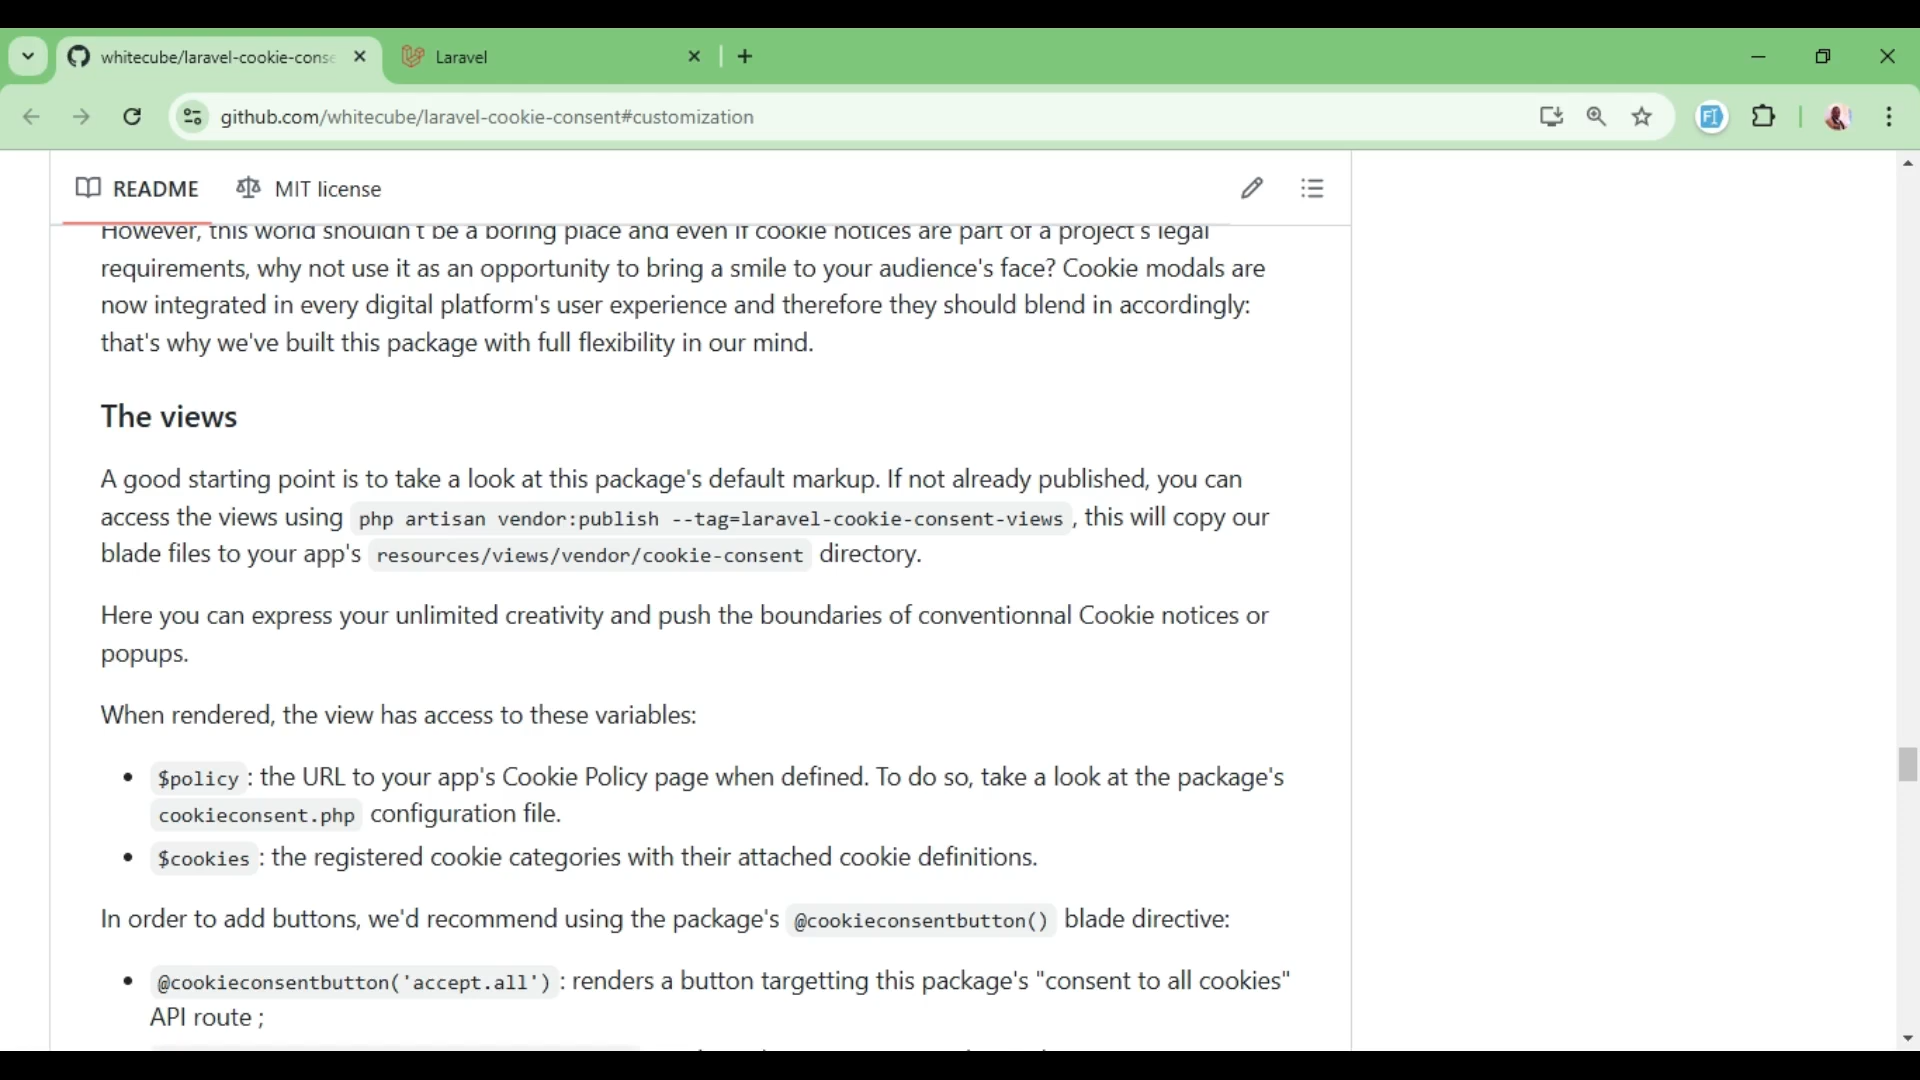 whitecube/laravel-cookie-conse
Laravel
github.com/whitecube/laravel-cookie-consent#customization
README
MIT license
However, this world shouldn't be a boring place and even if cookie notices are part of a project's legal
requirements, why not use it as an opportunity to bring a smile to your audience's face? Cookie modals are
now integrated in every digital platform's user experience and therefore they should blend in accordingly:
that's why we've built this package with full flexibility in our mind.
The views
A good starting point is to take a look at this package's default markup. If not already published, you can
access the views using php artisan vendor:publish --tag=laravel-cookie-consent-views , this will copy our
blade files to your app's resources/views/vendor/cookie-consent directory.
Here you can express your unlimited creativity and push the boundaries of conventionnal Cookie notices or
popups.
When rendered, the view has access to these variables:
• $policy : the URL to your app's Cookie Policy page when defined. To do so, take a look at the package's
cookieconsent.php configuration file.
• $cookies : the registered cookie categories with their attached cookie definitions.
In order to add buttons, we'd recommend using the package's @cookieconsentbutton() blade directive:
• @cookieconsentbutton('accept.all') : renders a button targetting this package's "consent to all cookies"
API route ;